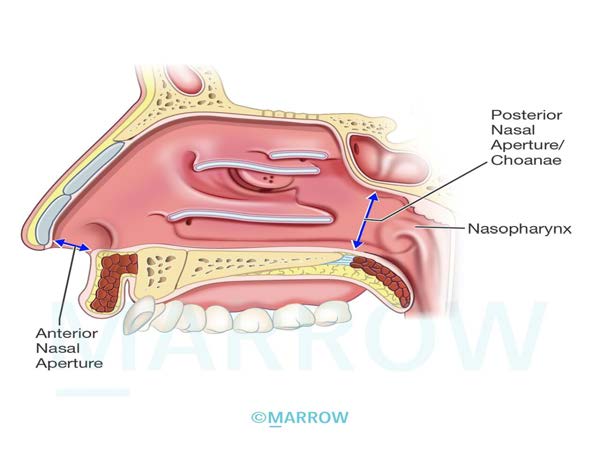 Posterior
Nasal
Aperture/
Choanae
Nasopharynx
Anterior
Nasal
Aperture
MARROW
©MARROW